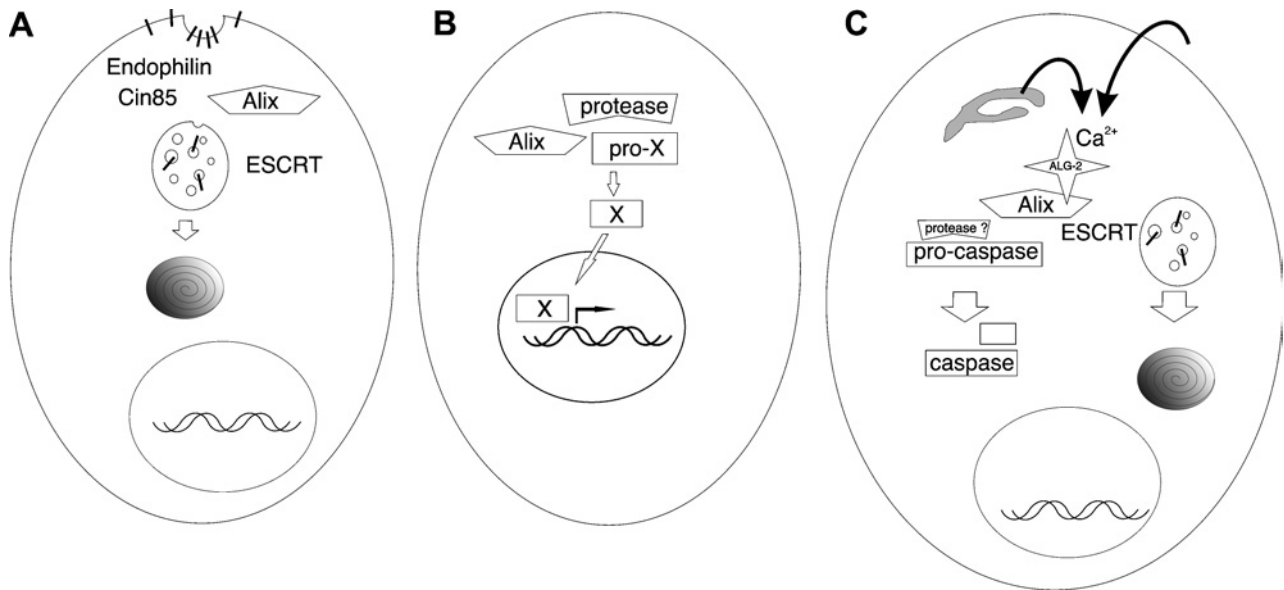 A
Endophilin
Cin85
Alix
ESCRT
B
protease
Alix
pro-X
X
X
C
Ca2+
ALG-2
Alix
protease ?
ESCRT
pro-caspase
caspase